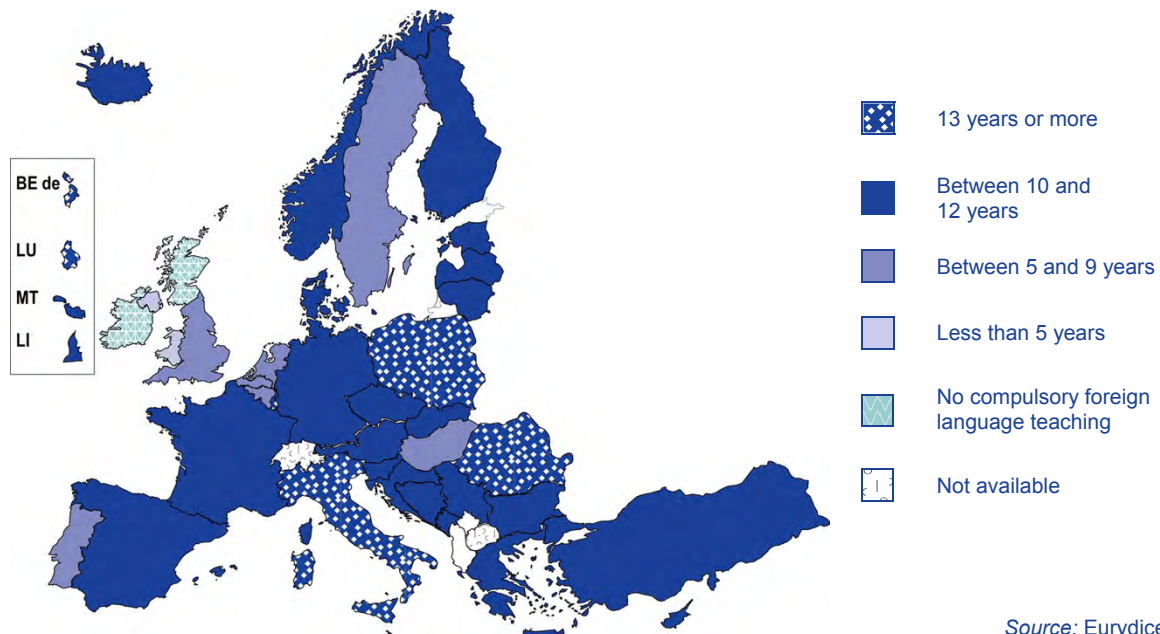 BE de
LU
MT
LI
13 years or more
Between 10 and
12 years
Between 5 and 9 years
Less than 5 years
No compulsory foreign
language teaching
Not available
Source: Eurydice